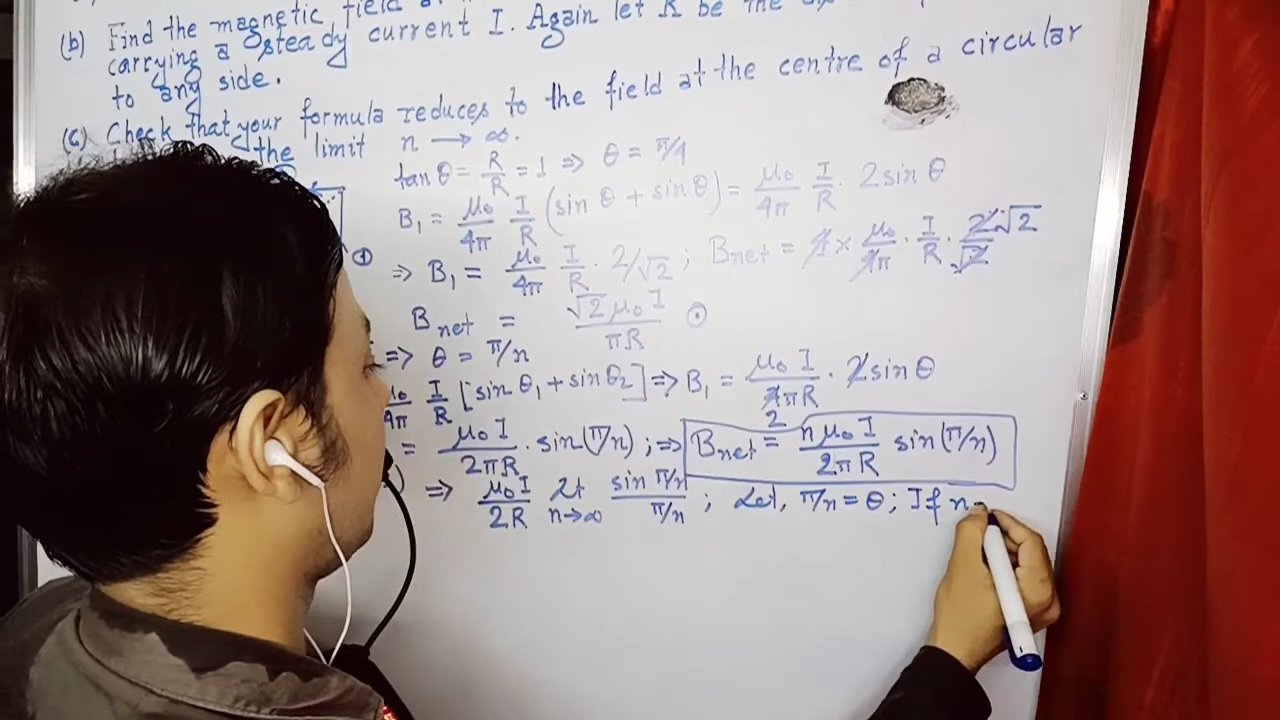 (b) Find the magnetic field
carrying a steady current I. Again let R be the
to any side.
(c) Check that your formula reduces to the field at the centre of a circular
the limit n → ∞.
tan θ = R/R = 1 ⇒ θ = π/4
B₁ = μ₀/4π I/R (sin θ + sin θ) = μ₀/4π I/R · 2 sin θ
⇒ B₁ = μ₀/4π I/R · 2/√2 ; Bnet = 4 × μ₀/4π · I/R · 2/√2 √2
Bnet = √2 μ₀ I/πR ⊙
⇒ θ = π/n
μ₀/4π I/R [sin θ₁ + sin θ₂] ⇒ B₁ = μ₀ I/4πR · 2 sin θ
2
= μ₀ I/2πR · sin(π/n) ; ⇒ Bnet = nμ₀ I/2πR sin(π/n)
⇒ μ₀ I/2R Lt n→∞ sin π/n / π/n ; Let, π/n = θ ; If n